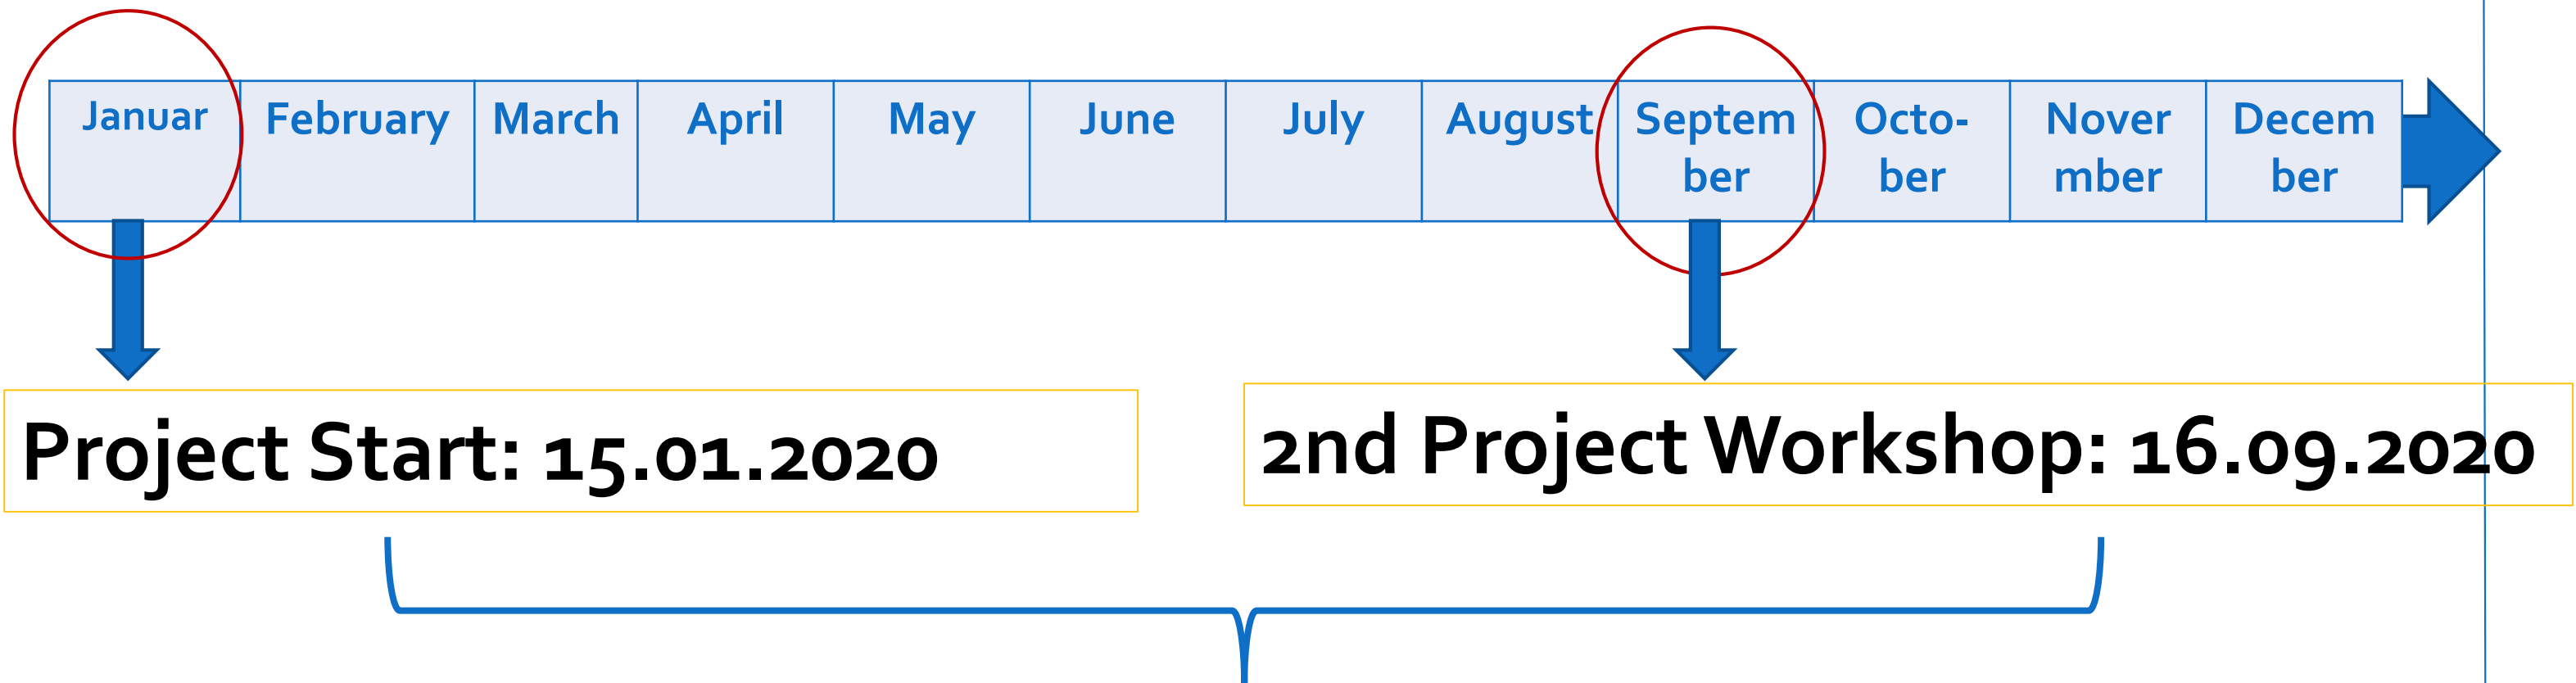 Januar February March April May June July August Septem Octo- Nover Decem
ber ber mber ber
Project Start: 15.01.2020
2nd Project Workshop: 16.09.2020